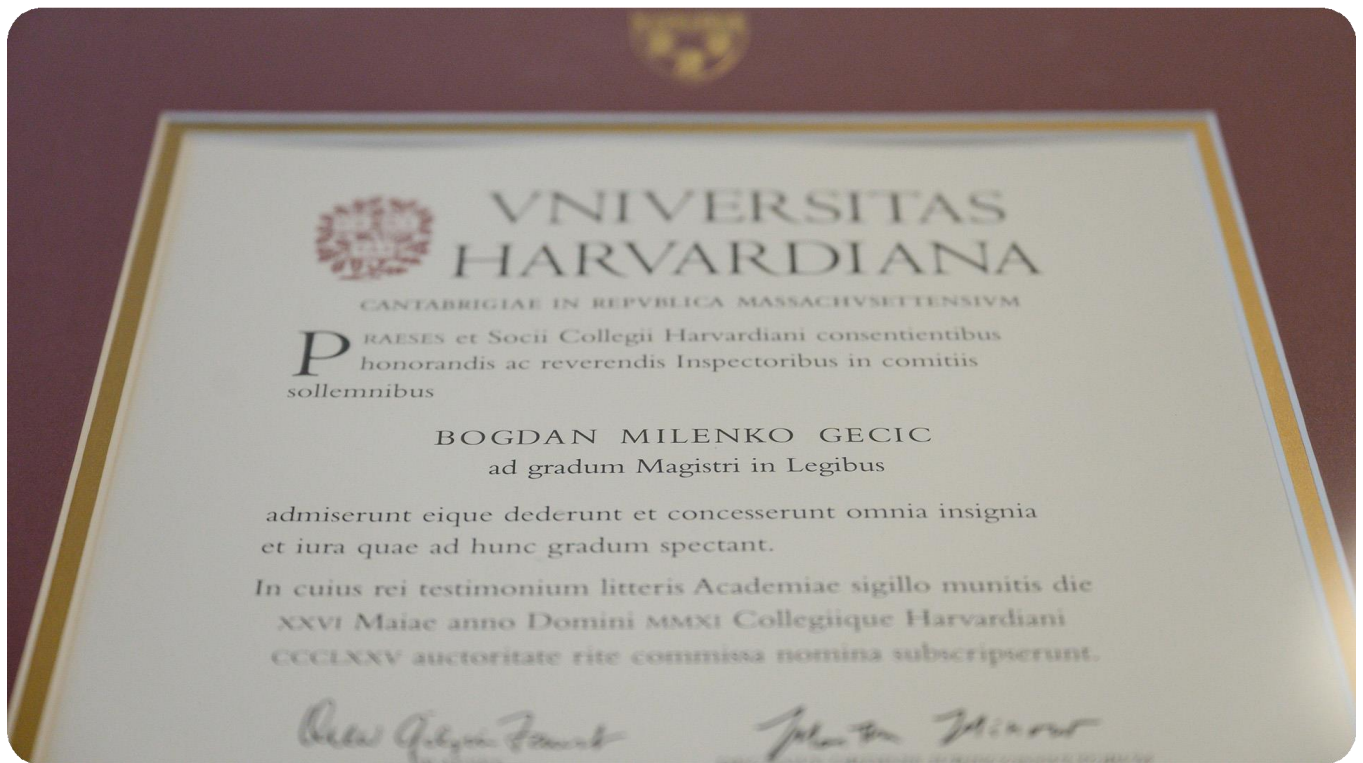 VNIVERSITAS
HARVARDIANA
CANTABRIGIAE IN REPVBLICA MASSACHVSETTENSIVM
PRAESES et Socii Collegii Harvardiani consentientibus
honorandis ac reverendis Inspectoribus in comitiis
sollemnibus
BOGDAN MILENKO GECIC
ad gradum Magistri in Legibus
admiserunt eique dederunt et concesserunt omnia insignia
et iura quae ad hunc gradum spectant.
In cuius rei testimonium litteris Academiae sigillo munitis die
XXVI Maiae anno Domini MMXI Collegiique Harvardiani
CCCLXXV auctoritate rite commissa nomina subscripserunt.